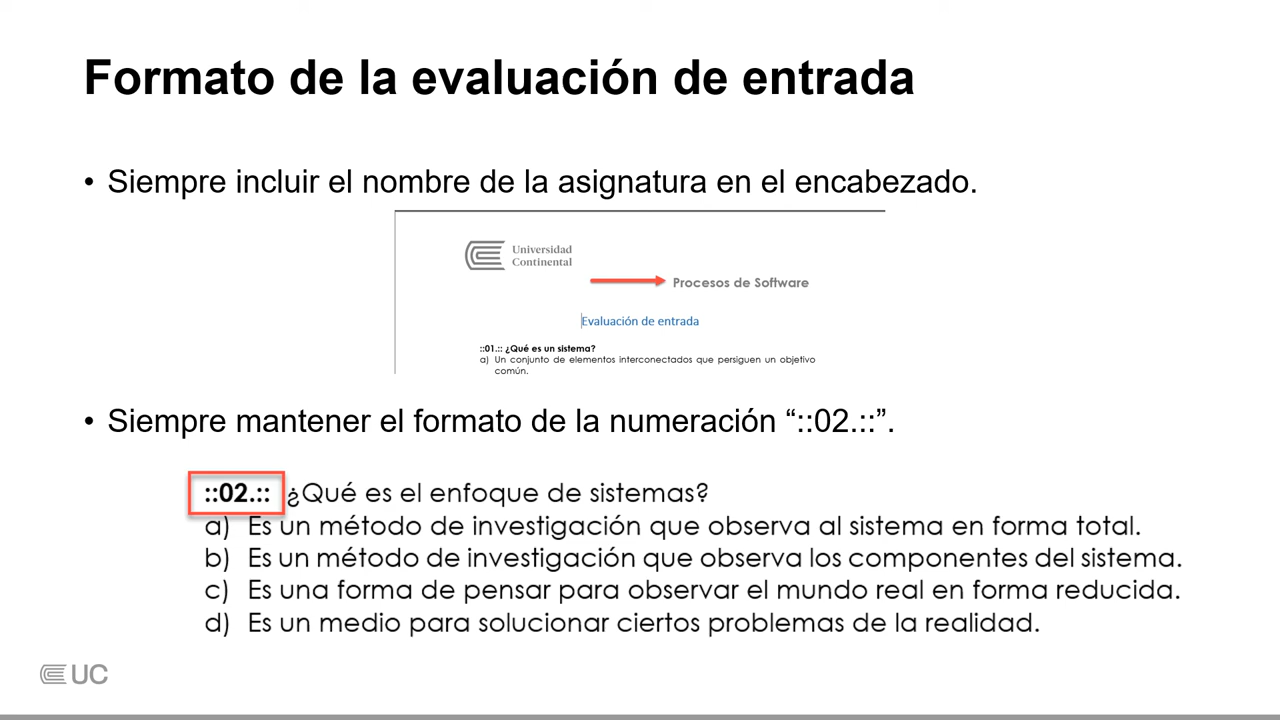 Formato de la evaluación de entrada
• Siempre incluir el nombre de la asignatura en el encabezado.
Universidad
Continental
Procesos de Software
Evaluación de entrada
::01.:: ¿Qué es un sistema?
a) Un conjunto de elementos interconectados que persiguen un objetivo
común.
• Siempre mantener el formato de la numeración “::02.::”.
::02.:: ¿Qué es el enfoque de sistemas?
a) Es un método de investigación que observa al sistema en forma total.
b) Es un método de investigación que observa los componentes del sistema.
c) Es una forma de pensar para observar el mundo real en forma reducida.
d) Es un medio para solucionar ciertos problemas de la realidad.
UC